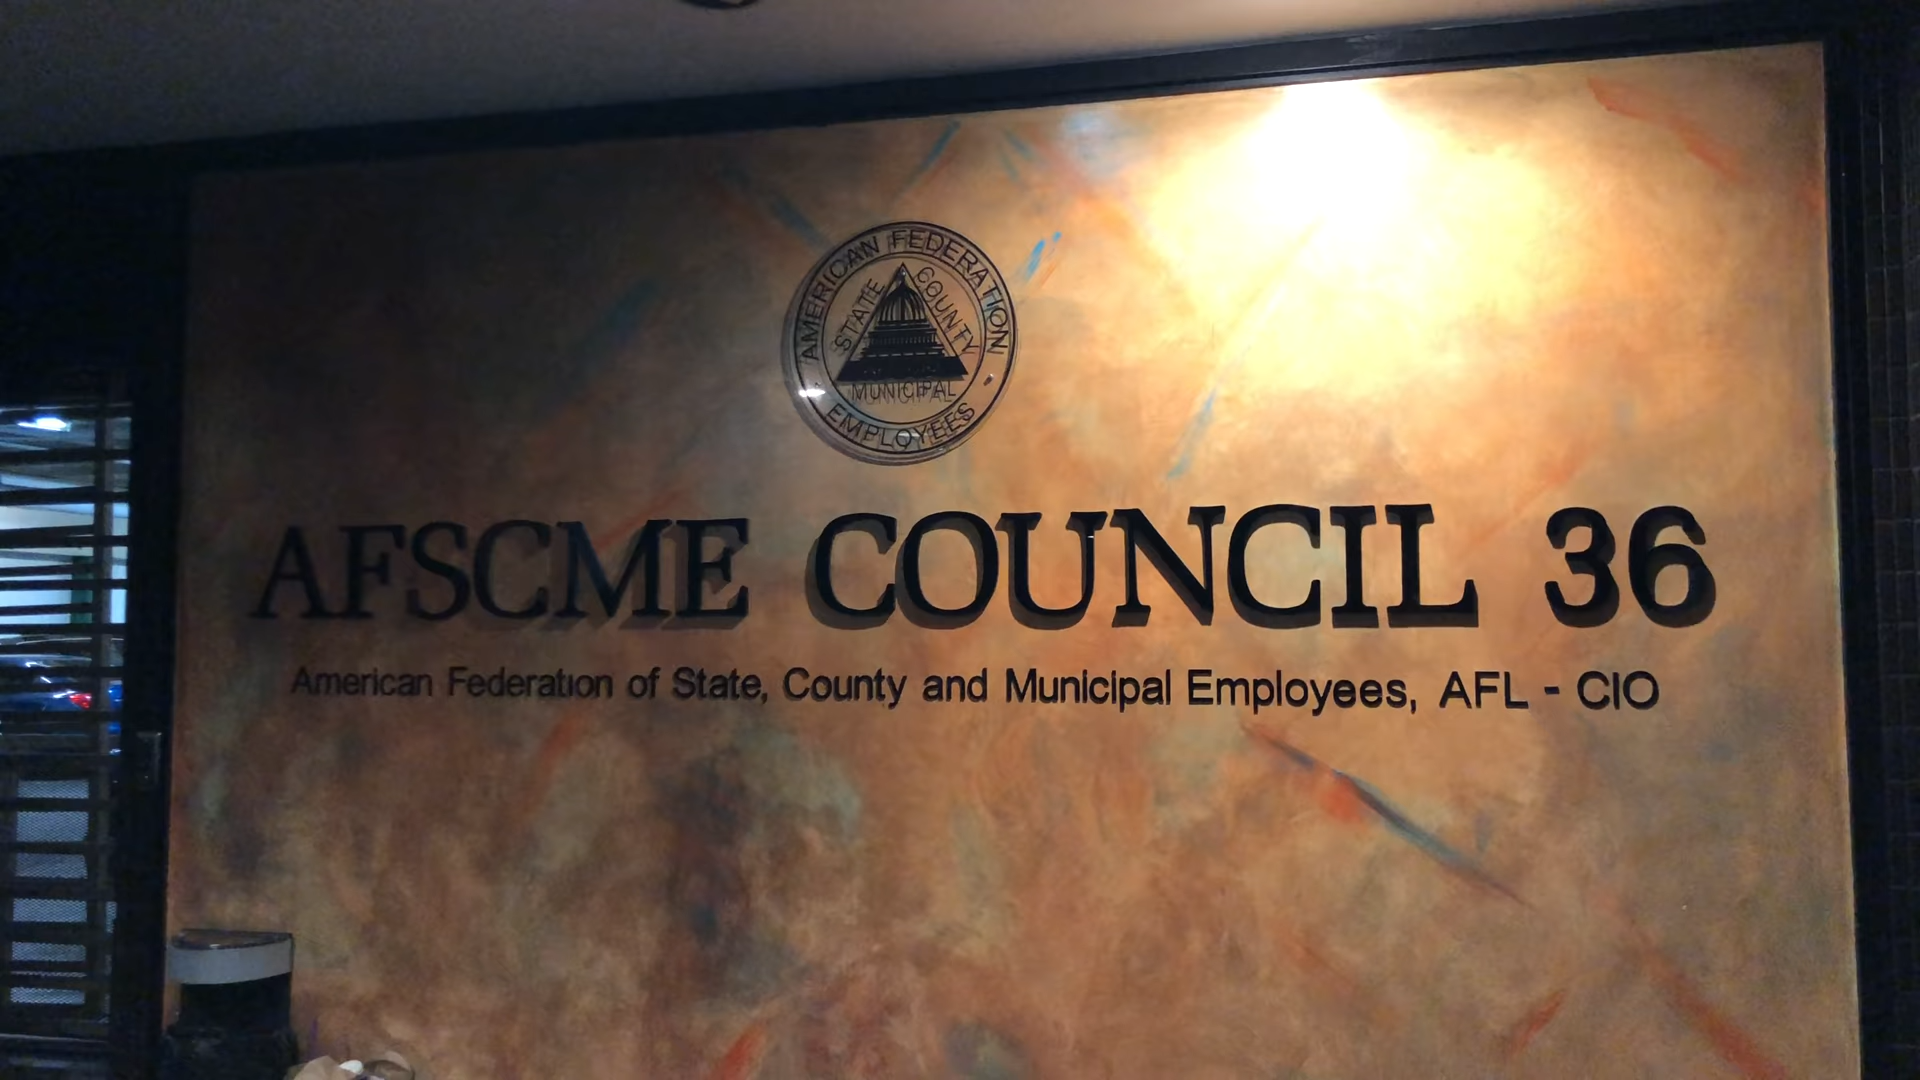 AMERICAN FEDERATION
STATE COUNTY
MUNICIPAL
EMPLOYEES
AFSCME COUNCIL 36
American Federation of State, County and Municipal Employees, AFL - CIO